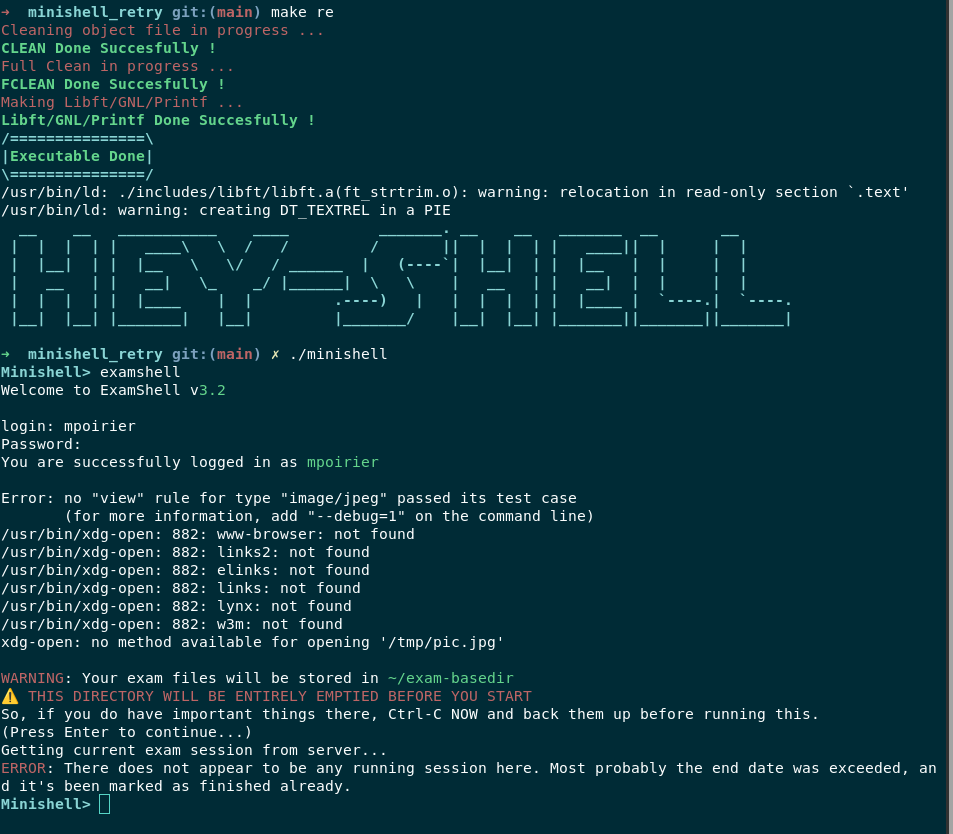 ➜  minishell_retry git:(main) make re
Cleaning object file in progress ...
CLEAN Done Succesfully !
Full Clean in progress ...
FCLEAN Done Succesfully !
Making Libft/GNL/Printf ...
Libft/GNL/Printf Done Succesfully !
/===============\
|Executable Done|
\===============/
/usr/bin/ld: ./includes/libft/libft.a(ft_strtrim.o): warning: relocation in read-only section `.text'
/usr/bin/ld: warning: creating DT_TEXTREL in a PIE
HEY-SHELL
➜  minishell_retry git:(main) ✗ ./minishell
Minishell> examshell
Welcome to ExamShell v3.2
login: mpoirier
Password:
You are successfully logged in as mpoirier
Error: no "view" rule for type "image/jpeg" passed its test case
       (for more information, add "--debug=1" on the command line)
/usr/bin/xdg-open: 882: www-browser: not found
/usr/bin/xdg-open: 882: links2: not found
/usr/bin/xdg-open: 882: elinks: not found
/usr/bin/xdg-open: 882: links: not found
/usr/bin/xdg-open: 882: lynx: not found
/usr/bin/xdg-open: 882: w3m: not found
xdg-open: no method available for opening '/tmp/pic.jpg'
WARNING: Your exam files will be stored in ~/exam-basedir
⚠ THIS DIRECTORY WILL BE ENTIRELY EMPTIED BEFORE YOU START
So, if you do have important things there, Ctrl-C NOW and back them up before running this.
(Press Enter to continue...)
Getting current exam session from server...
ERROR: There does not appear to be any running session here. Most probably the end date was exceeded, an
d it's been marked as finished already.
Minishell>